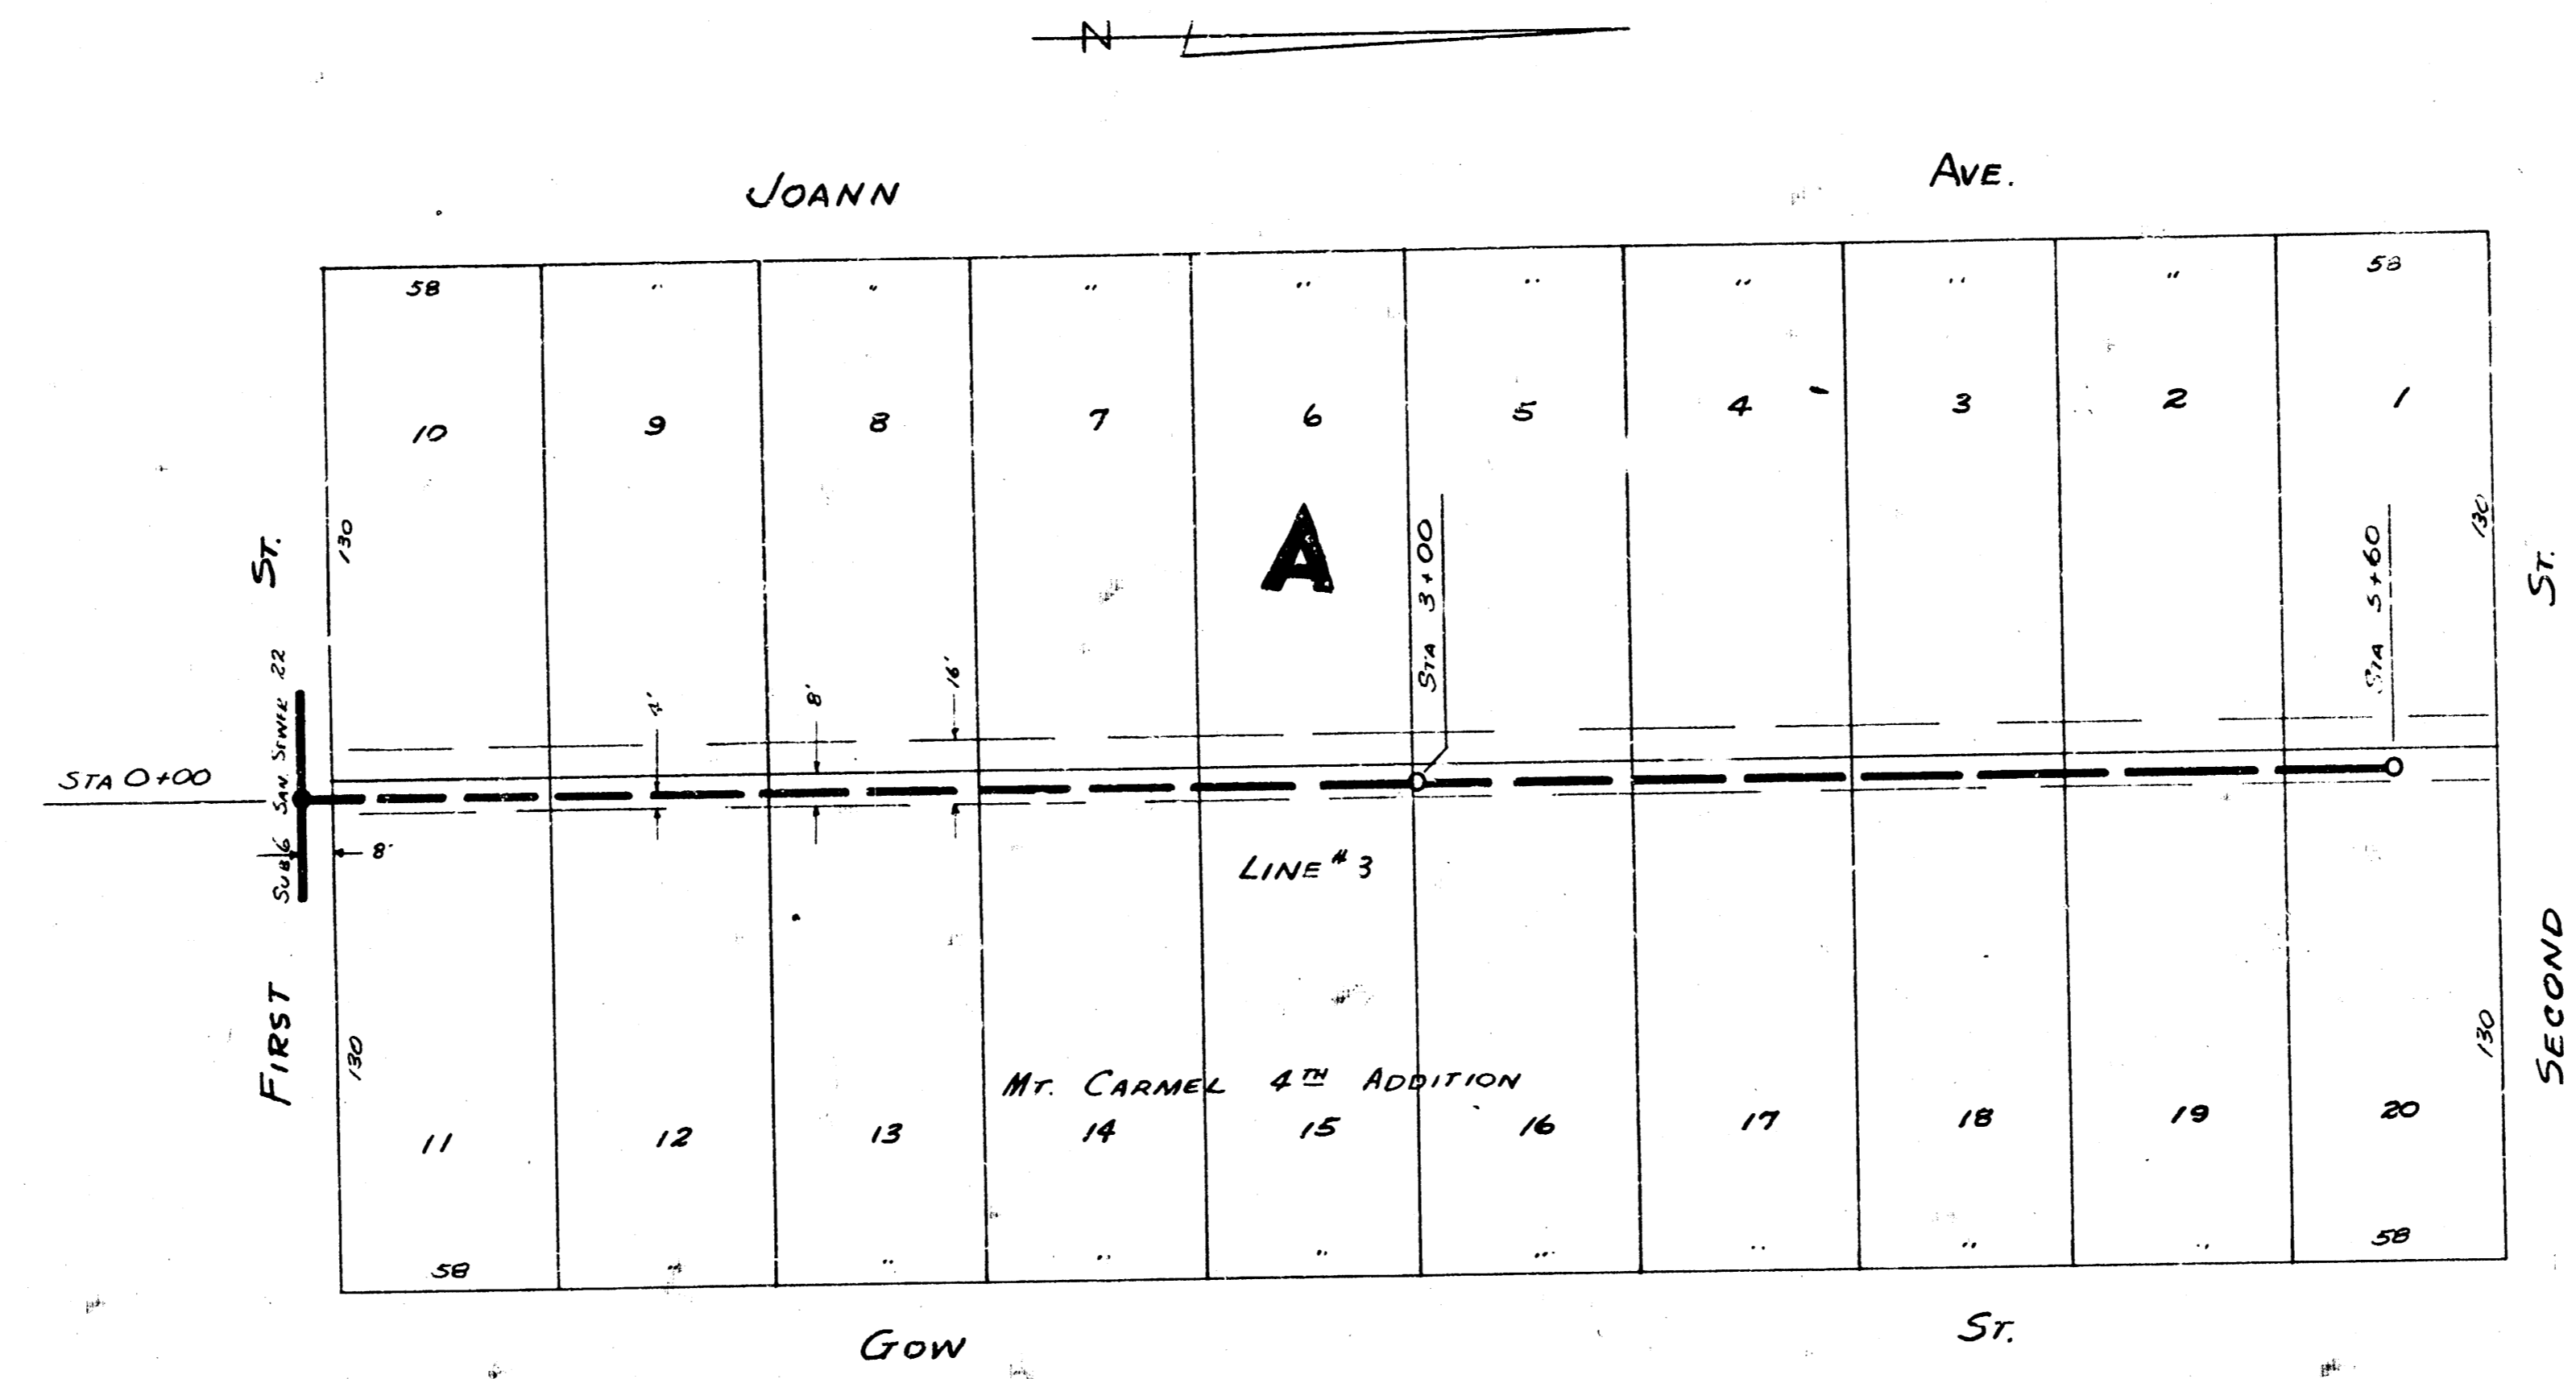 N
JOANN AVE.
58 " " " " " " " " 58
10 9 8 7 6 5 4 3 2 1
A
130
130
FIRST ST.
SECOND ST.
SUB 6 SAN. SEWER 22
STA 0+00
STA 3+00
STA 5+60
4'
8'
16'
8'
LINE # 3
130
130
MT. CARMEL 4TH ADDITION
11 12 13 14 15 16 17 18 19 20
58 " " " " " " " " 58
GOW ST.